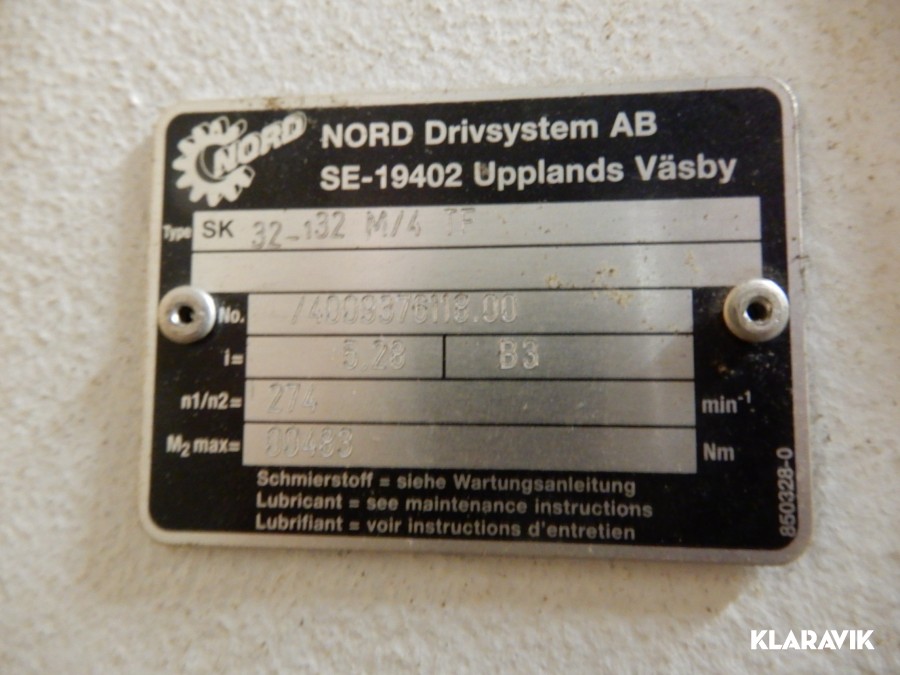 NORD
NORD Drivsystem AB
SE-19402 Upplands Väsby
Type SK 32-132 M/4 TF
No.
i= 5.28 B3
n1/n2= 274 min⁻¹
M₂ max= 00483 Nm
Schmierstoff = siehe Wartungsanleitung
Lubricant = see maintenance instructions
Lubrifiant = voir instructions d'entretien
850328-0
KLARAVIK